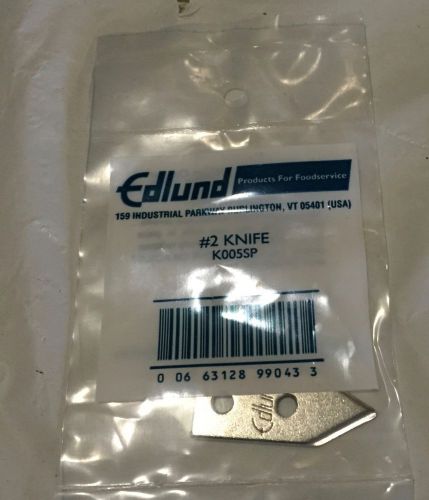 Edlund Products For Foodservice
159 INDUSTRIAL PARKWAY BURLINGTON, VT 05401 (USA)
#2 KNIFE
K005SP
0 06 63128 99043 3
Edlund